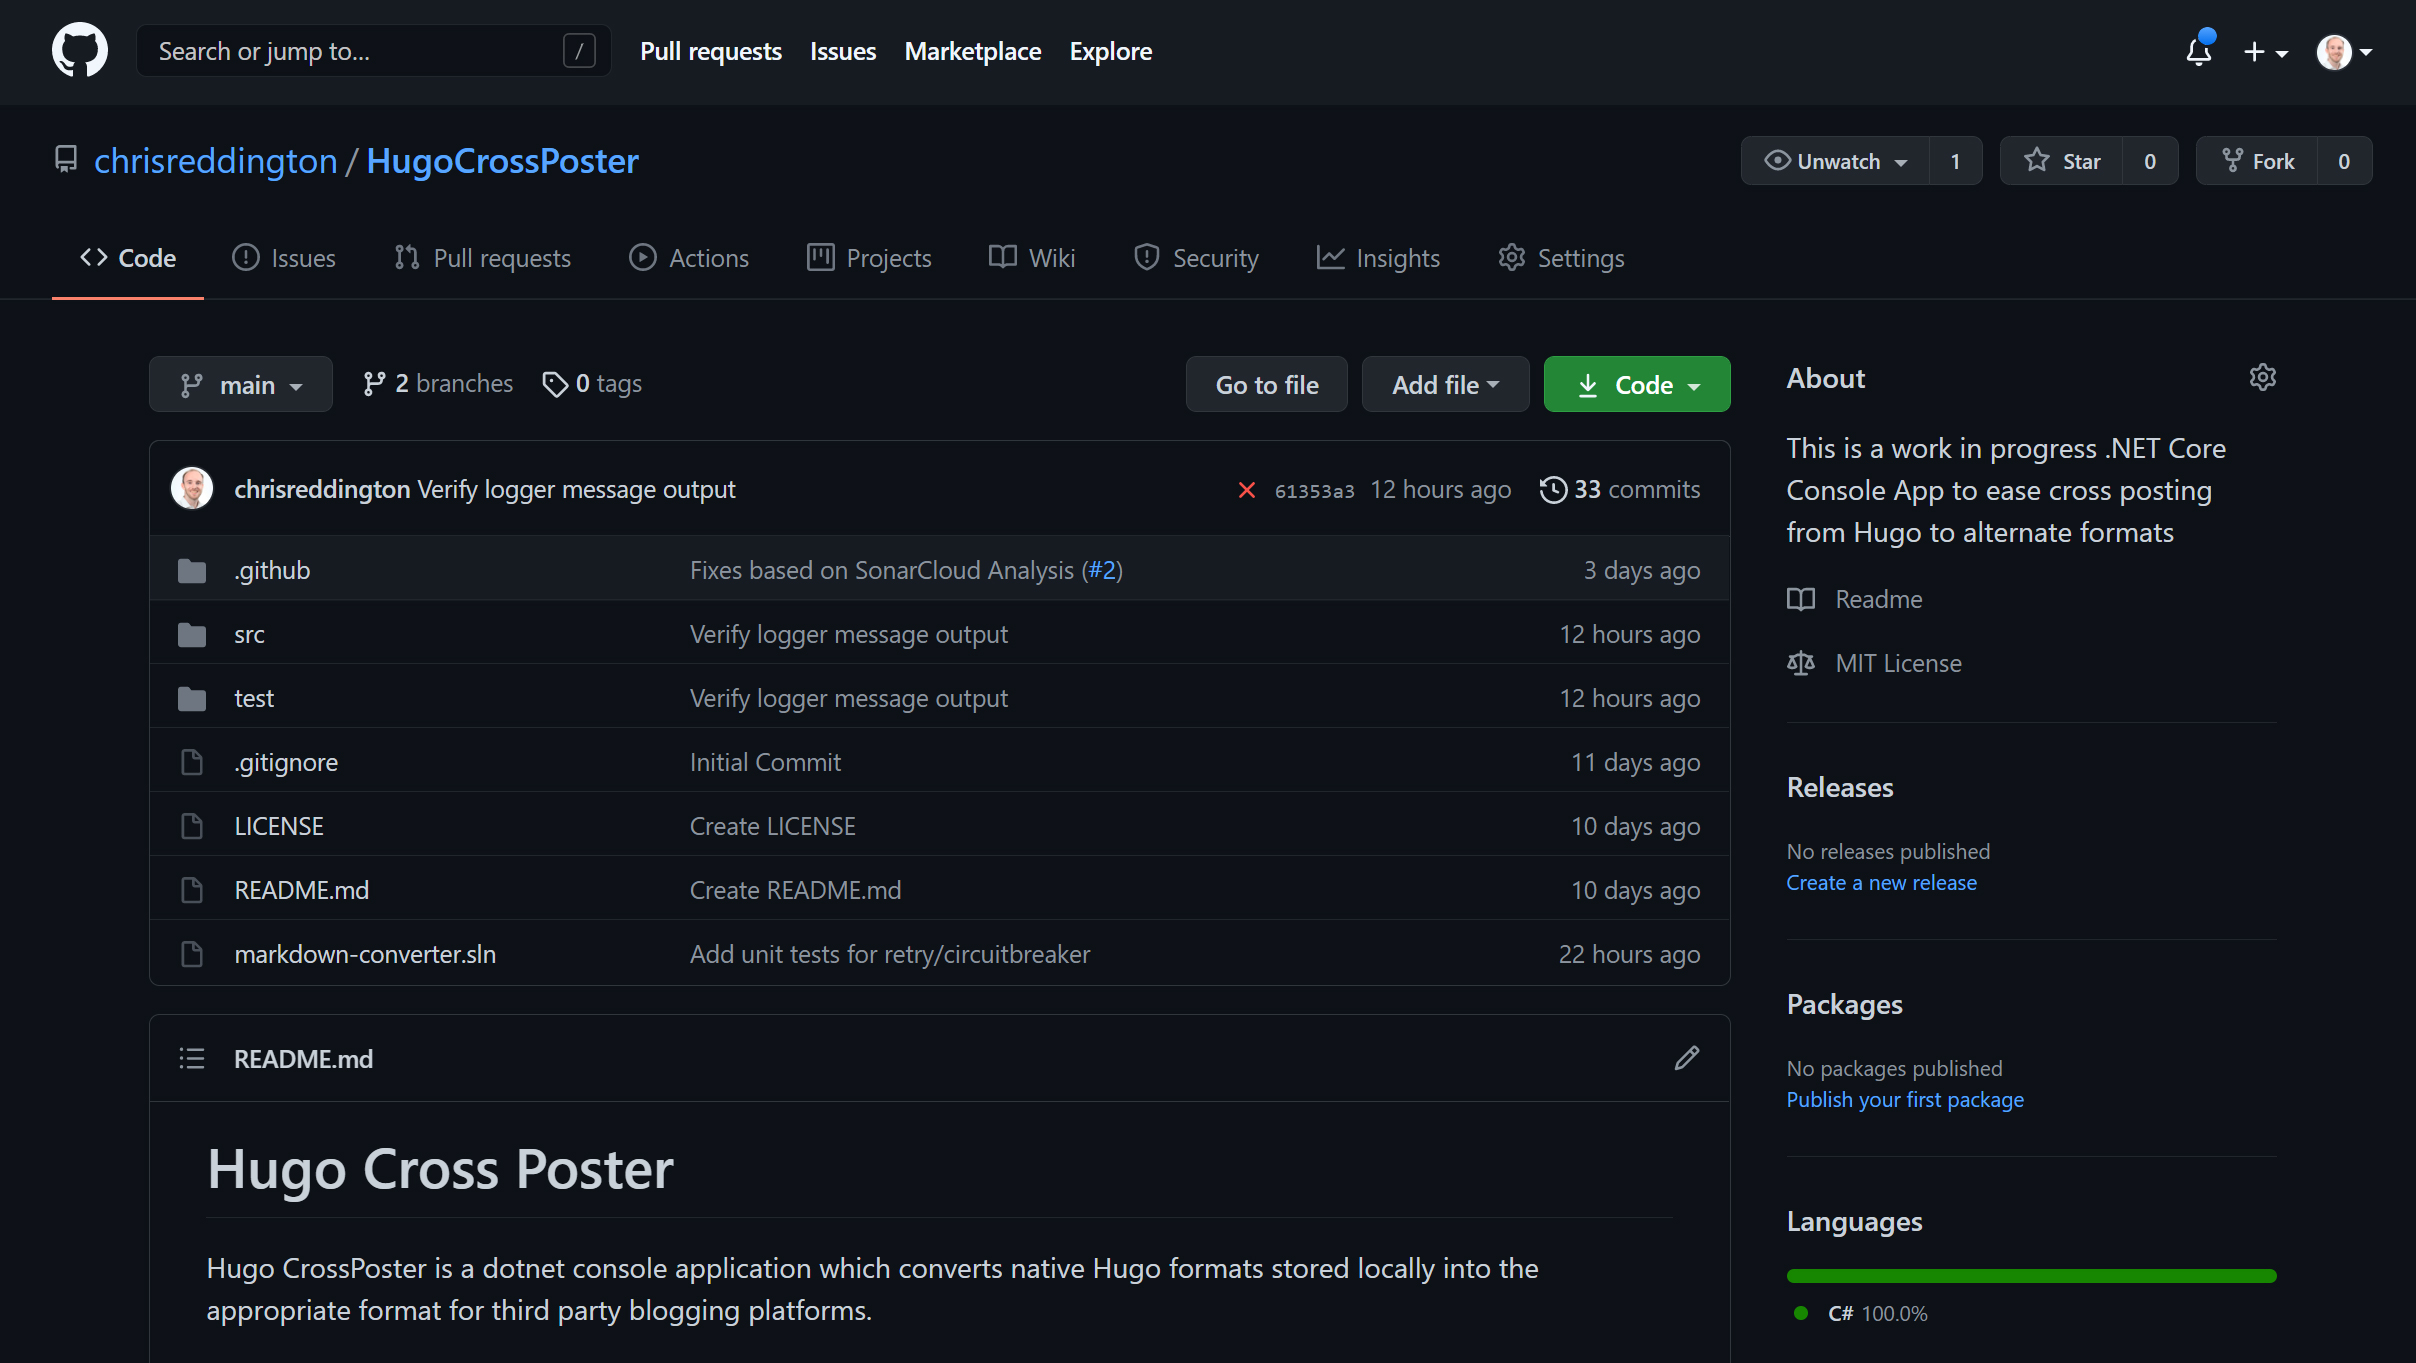 Search or jump to... / Pull requests Issues Marketplace Explore
chrisreddington / HugoCrossPoster Unwatch 1 Star 0 Fork 0
Code Issues Pull requests Actions Projects Wiki Security Insights Settings
main 2 branches 0 tags Go to file Add file Code
chrisreddington Verify logger message output 61353a3 12 hours ago 33 commits
.github Fixes based on SonarCloud Analysis (#2) 3 days ago
src Verify logger message output 12 hours ago
test Verify logger message output 12 hours ago
.gitignore Initial Commit 11 days ago
LICENSE Create LICENSE 10 days ago
README.md Create README.md 10 days ago
markdown-converter.sln Add unit tests for retry/circuitbreaker 22 hours ago
README.md
Hugo Cross Poster
Hugo CrossPoster is a dotnet console application which converts native Hugo formats stored locally into the
appropriate format for third party blogging platforms.
About
This is a work in progress .NET Core
Console App to ease cross posting
from Hugo to alternate formats
Readme
MIT License
Releases
No releases published
Create a new release
Packages
No packages published
Publish your first package
Languages
C# 100.0%